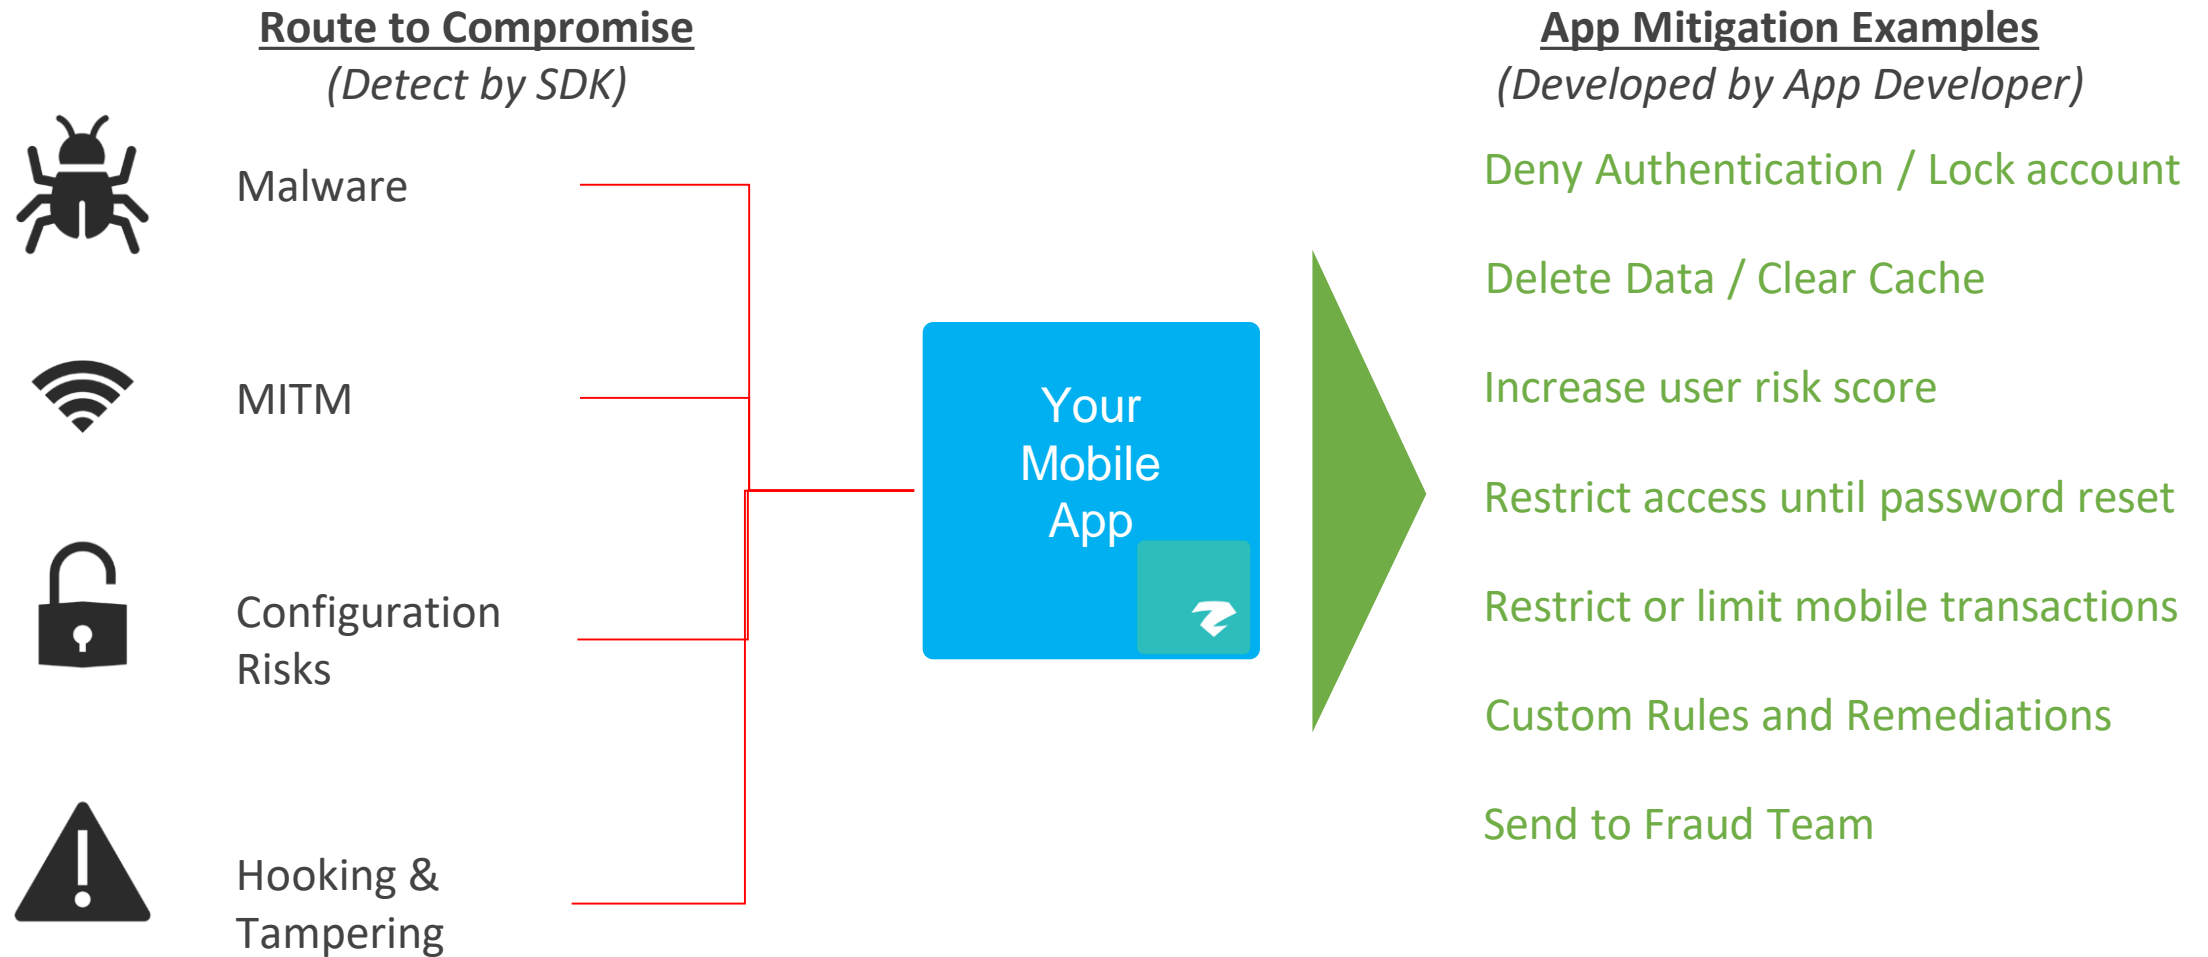 Route to Compromise
(Detect by SDK)
Malware
MITM
Configuration
Risks
Hooking &
Tampering
Your
Mobile
App
App Mitigation Examples
(Developed by App Developer)
Deny Authentication / Lock account
Delete Data / Clear Cache
Increase user risk score
Restrict access until password reset
Restrict or limit mobile transactions
Custom Rules and Remediations
Send to Fraud Team